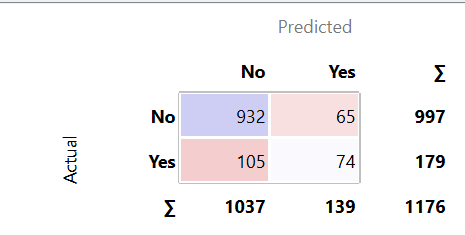 Predicted
No Yes ∑
No 932 65 997
Actual
Yes 105 74 179
∑ 1037 139 1176